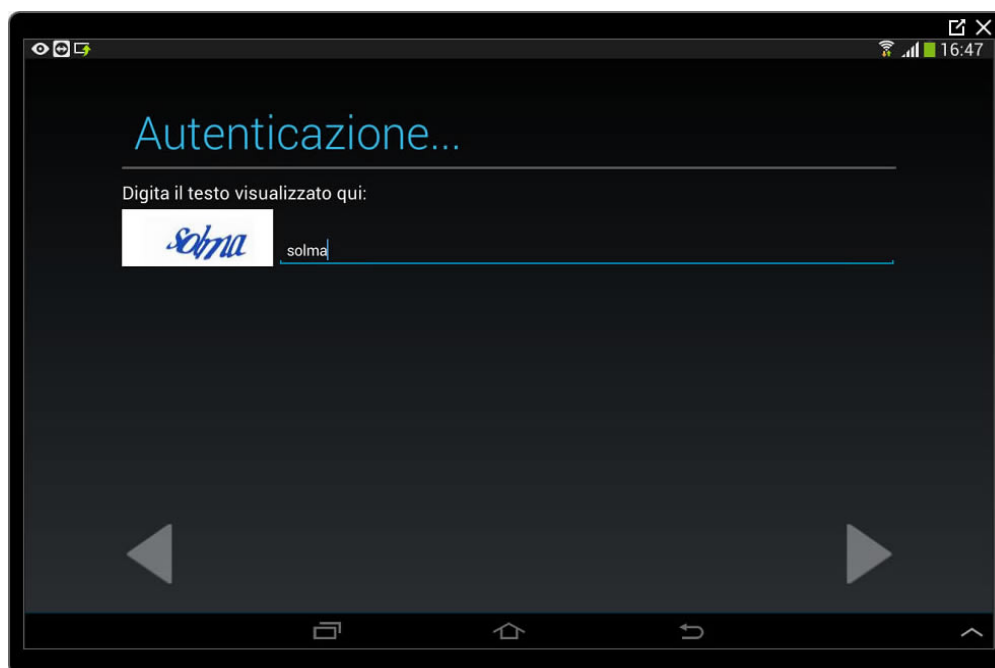 16:47
Autenticazione...
Digita il testo visualizzato qui:
solma solma